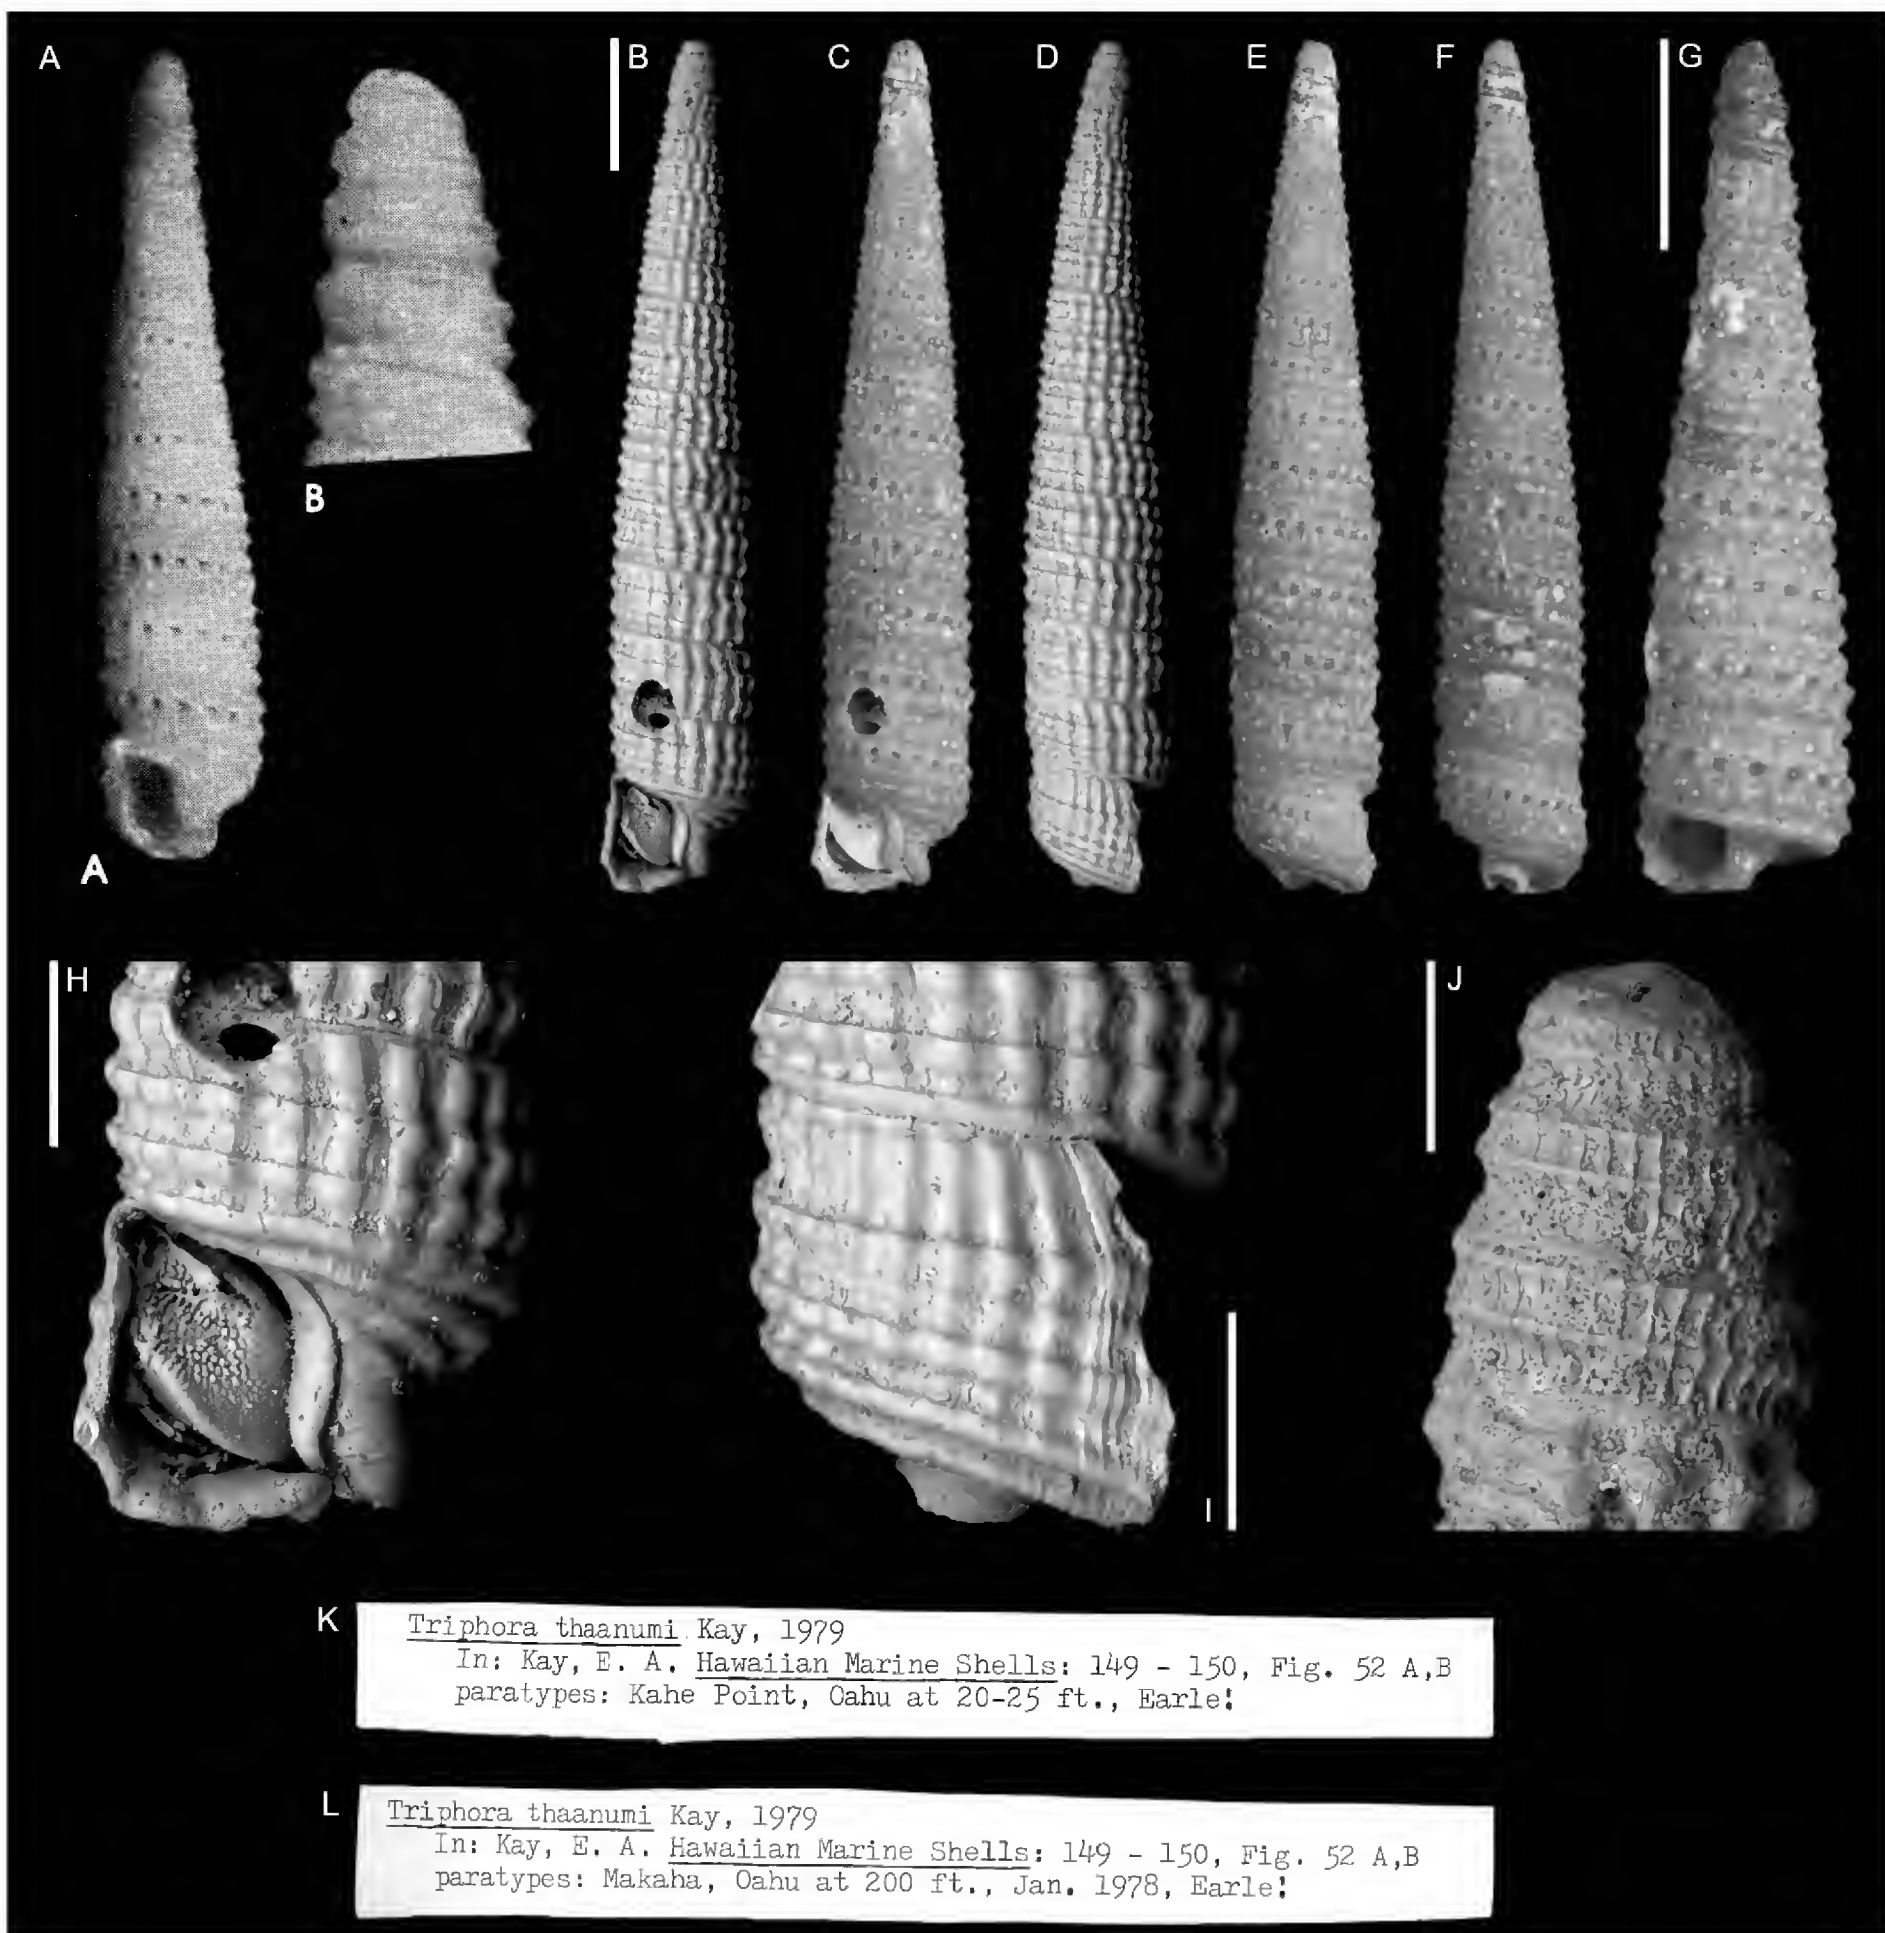 A
B
C
D
E
F
G
B
A
H
J
I
K
Triphora thaanumi Kay, 1979
In: Kay, E. A. Hawaiian Marine Shells: 149 - 150, Fig. 52 A,B
paratypes: Kahe Point, Oahu at 20-25 ft., Earle!
L
Triphora thaanumi Kay, 1979
In: Kay, E. A. Hawaiian Marine Shells: 149 - 150, Fig. 52 A,B
paratypes: Makaha, Oahu at 200 ft., Jan. 1978, Earle!